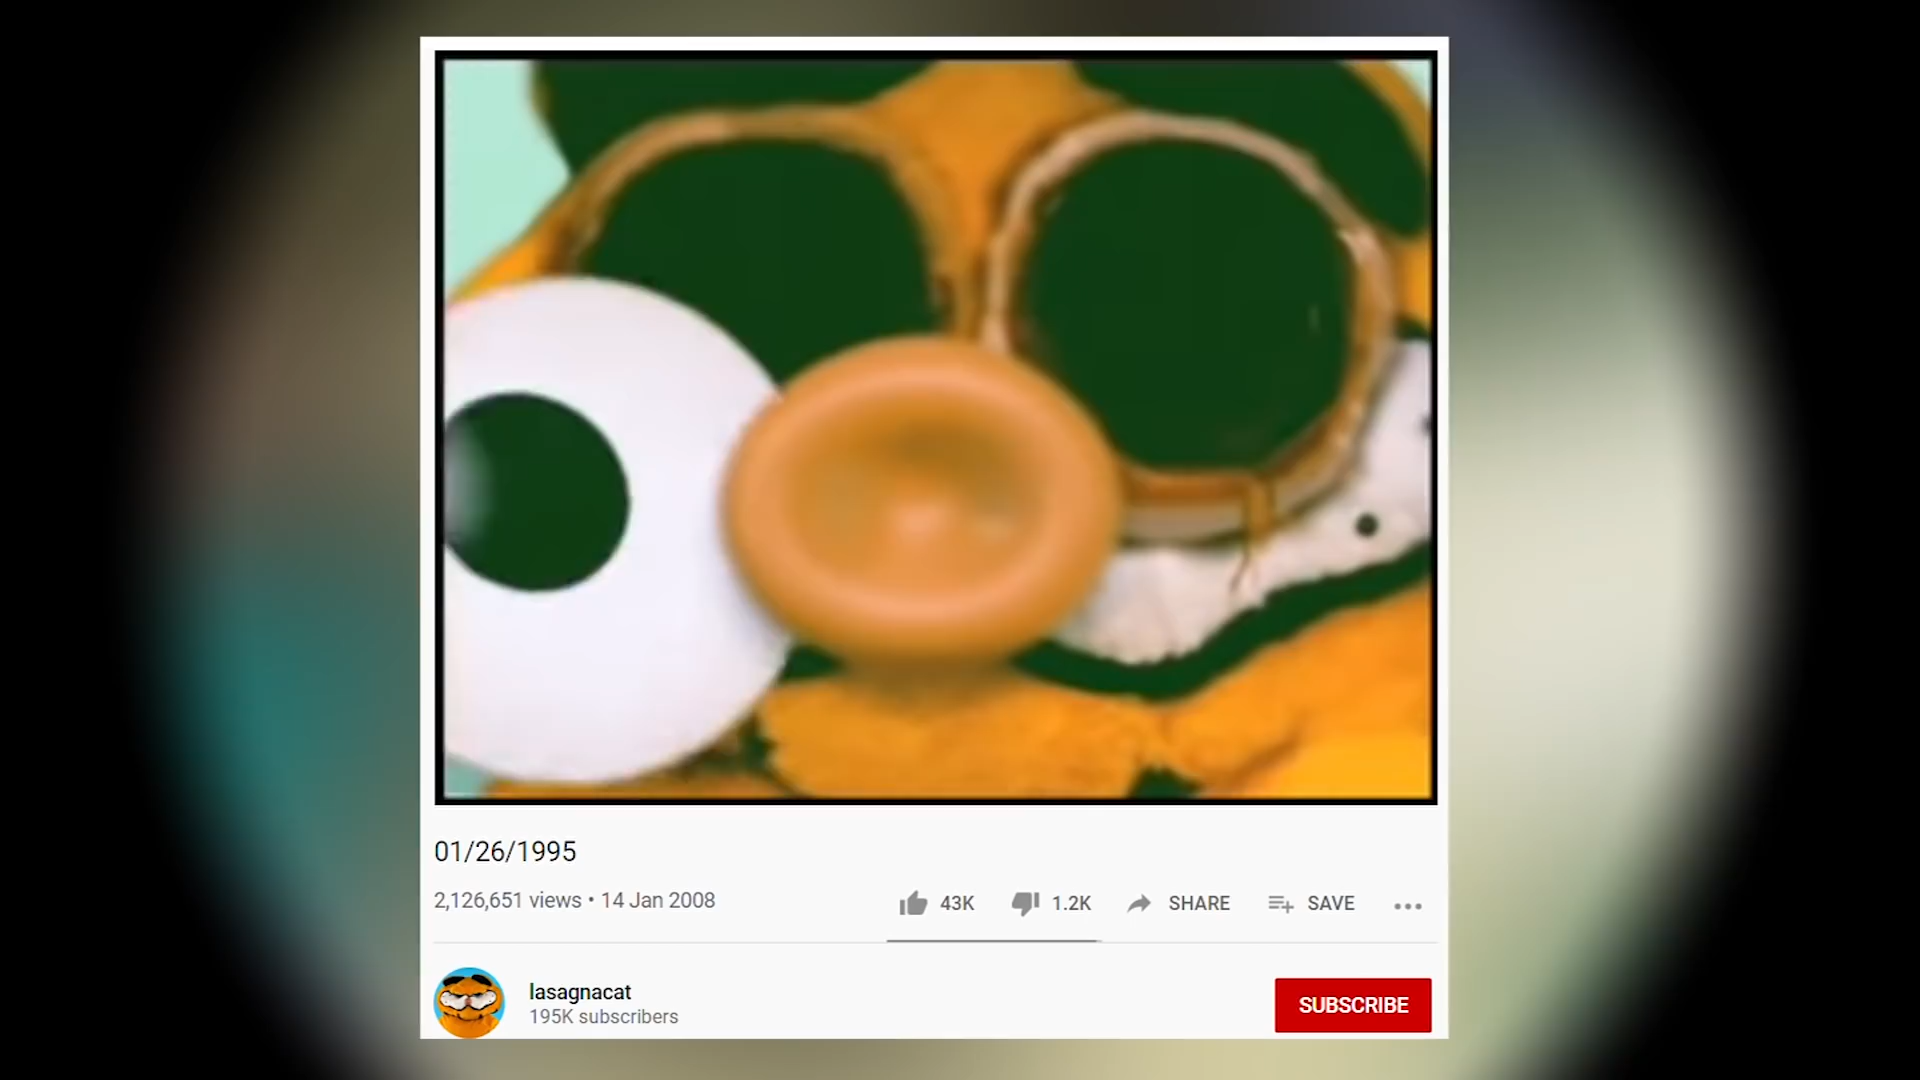 01/26/1995
2,126,651 views • 14 Jan 2008
43K
1.2K
SHARE
SAVE
lasagnacat
195K subscribers
SUBSCRIBE